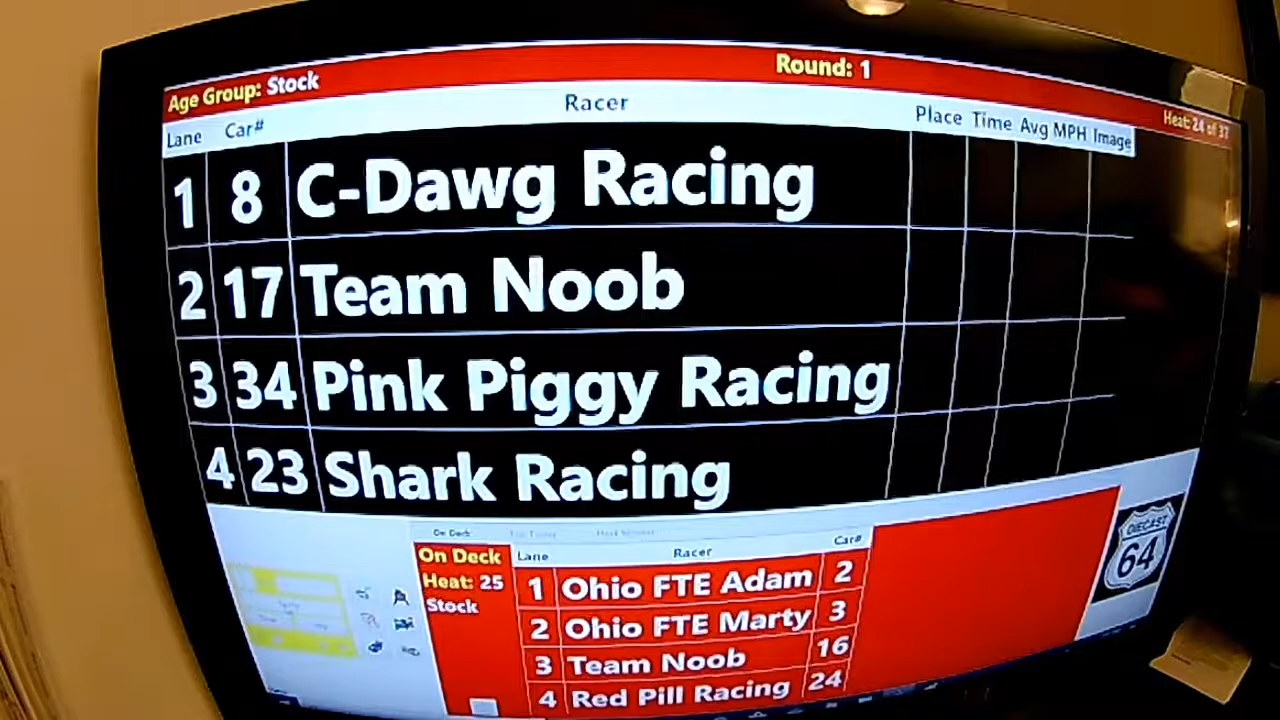 Age Group: Stock Round: 1 Heat: 24 of 37
Lane Car# Racer Place Time Avg MPH Image
1 8 C-Dawg Racing
2 17 Team Noob
3 34 Pink Piggy Racing
4 23 Shark Racing
On Deck
On Deck Lane Racer Car#
Heat: 25 1 Ohio FTE Adam 2
Stock 2 Ohio FTE Marty 3
3 Team Noob 16
4 Red Pill Racing 24
DIECAST
64